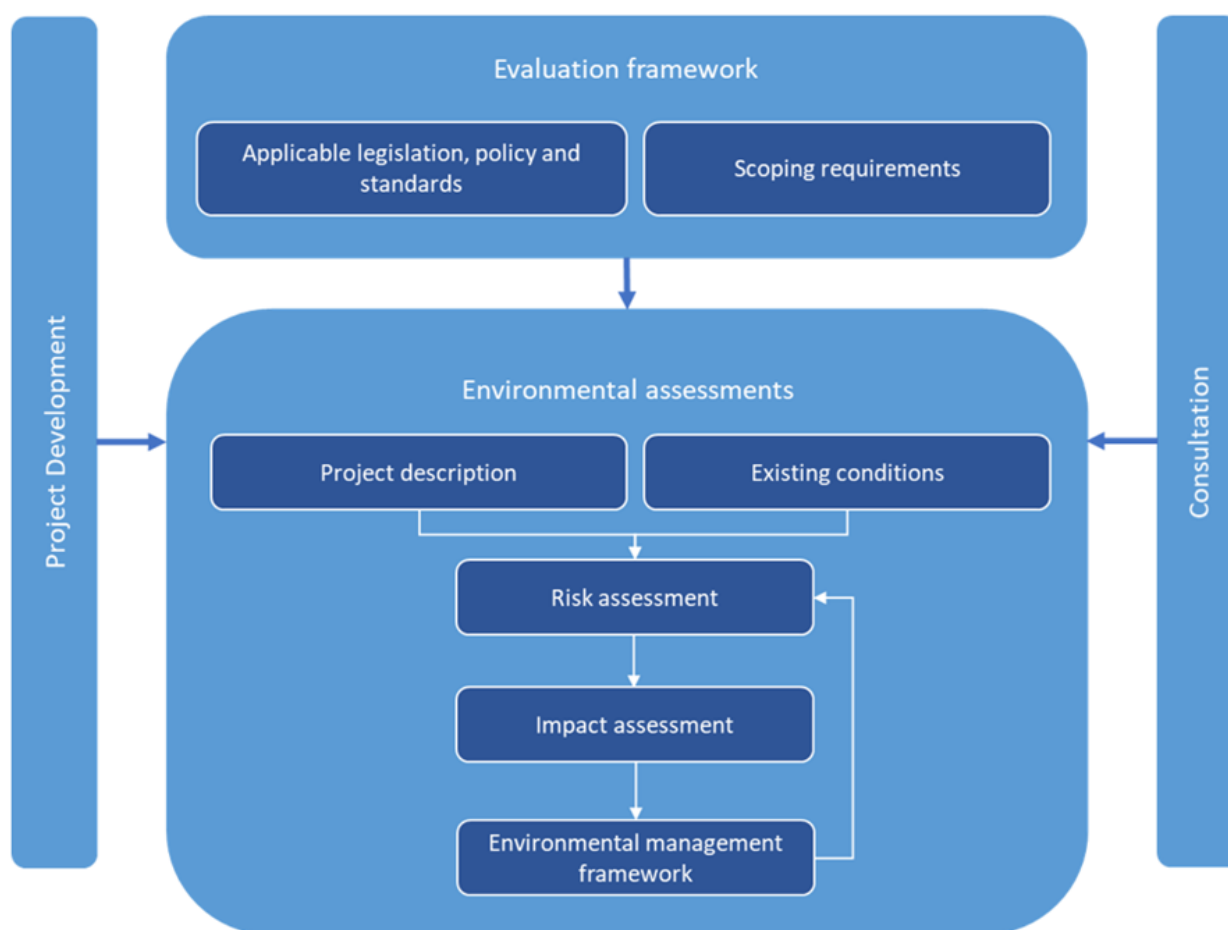 Evaluation framework
Applicable legislation, policy and
standards
Scoping requirements
Project Development
Environmental assessments
Project description
Existing conditions
Risk assessment
Impact assessment
Environmental management
framework
Consultation